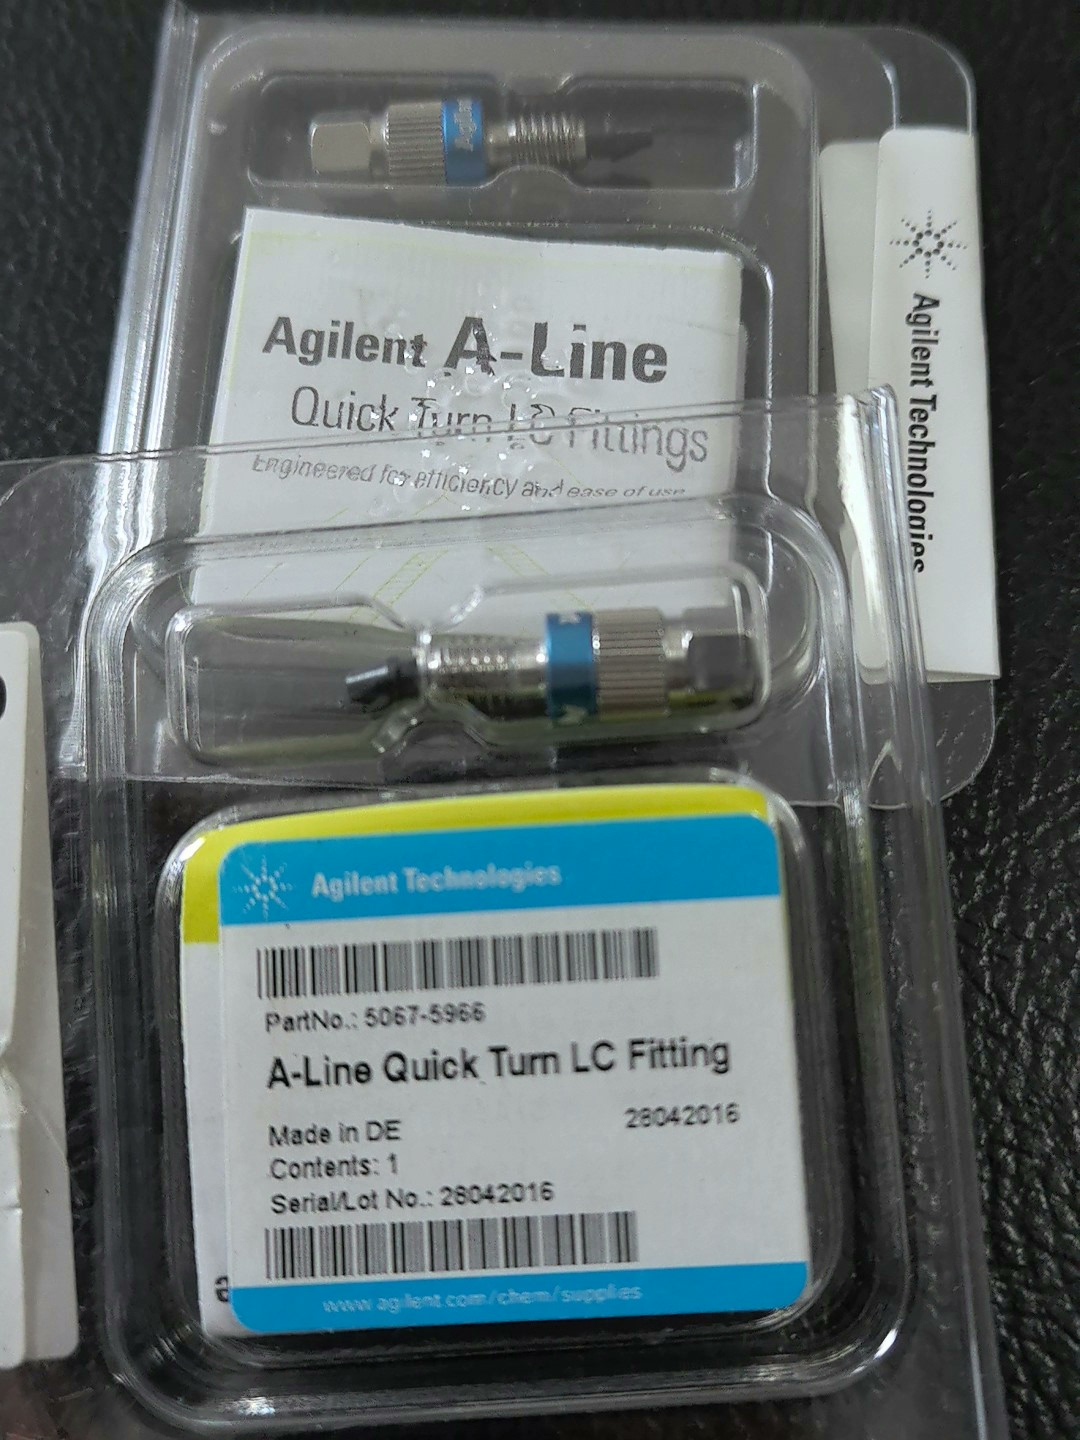 Agilent
Agilent A-Line
Quick Turn LC Fittings
Engineered for efficiency and ease of use
Agilent Technologies
Agilent Technologies
PartNo.: 5067-5966
A-Line Quick Turn LC Fitting
Made in DE
28042016
Contents: 1
Serial/Lot No.: 28042016
www.agilent.com/chem/supplies